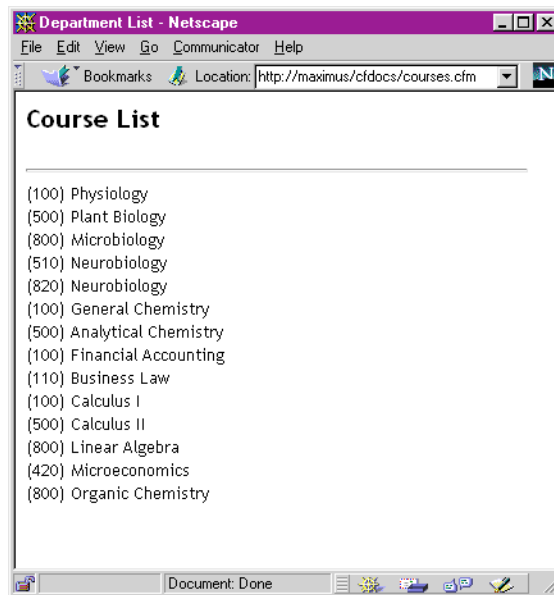 Department List - Netscape
File Edit View Go Communicator Help
Bookmarks Location: http://maximus/cfdocs/courses.cfm N
Course List
(100) Physiology
(500) Plant Biology
(800) Microbiology
(510) Neurobiology
(820) Neurobiology
(100) General Chemistry
(500) Analytical Chemistry
(100) Financial Accounting
(110) Business Law
(100) Calculus I
(500) Calculus II
(800) Linear Algebra
(420) Microeconomics
(800) Organic Chemistry
Document: Done